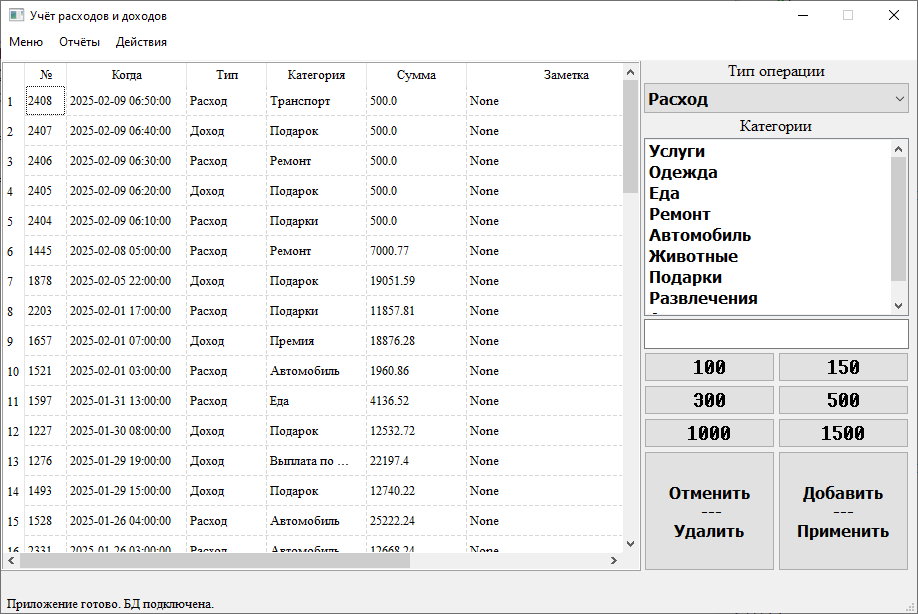 Учёт расходов и доходов
Меню Отчёты Действия
№ Когда Тип Категория Сумма Заметка
1 2408 2025-02-09 06:50:00 Расход Транспорт 500.0 None
2 2407 2025-02-09 06:40:00 Доход Подарок 500.0 None
3 2406 2025-02-09 06:30:00 Расход Ремонт 500.0 None
4 2405 2025-02-09 06:20:00 Доход Подарок 500.0 None
5 2404 2025-02-09 06:10:00 Расход Подарки 500.0 None
6 1445 2025-02-08 05:00:00 Расход Ремонт 7000.77 None
7 1878 2025-02-05 22:00:00 Доход Подарок 19051.59 None
8 2203 2025-02-01 17:00:00 Расход Подарки 11857.81 None
9 1657 2025-02-01 07:00:00 Доход Премия 18876.28 None
10 1521 2025-02-01 03:00:00 Расход Автомобиль 1960.86 None
11 1597 2025-01-31 13:00:00 Расход Еда 4136.52 None
12 1227 2025-01-30 08:00:00 Доход Подарок 12532.72 None
13 1276 2025-01-29 19:00:00 Доход Выплата по ... 22197.4 None
14 1493 2025-01-29 15:00:00 Доход Подарок 12740.22 None
15 1528 2025-01-26 04:00:00 Расход Автомобиль 25222.24 None
16 2331 2025-01-26 03:00:00 Расход Автомобиль 12668.24 None
Тип операции
Расход
Категории
Услуги
Одежда
Еда
Ремонт
Автомобиль
Животные
Подарки
Развлечения
100 150
300 500
1000 1500
Отменить
---
Удалить
Добавить
---
Применить
Приложение готово. БД подключена.